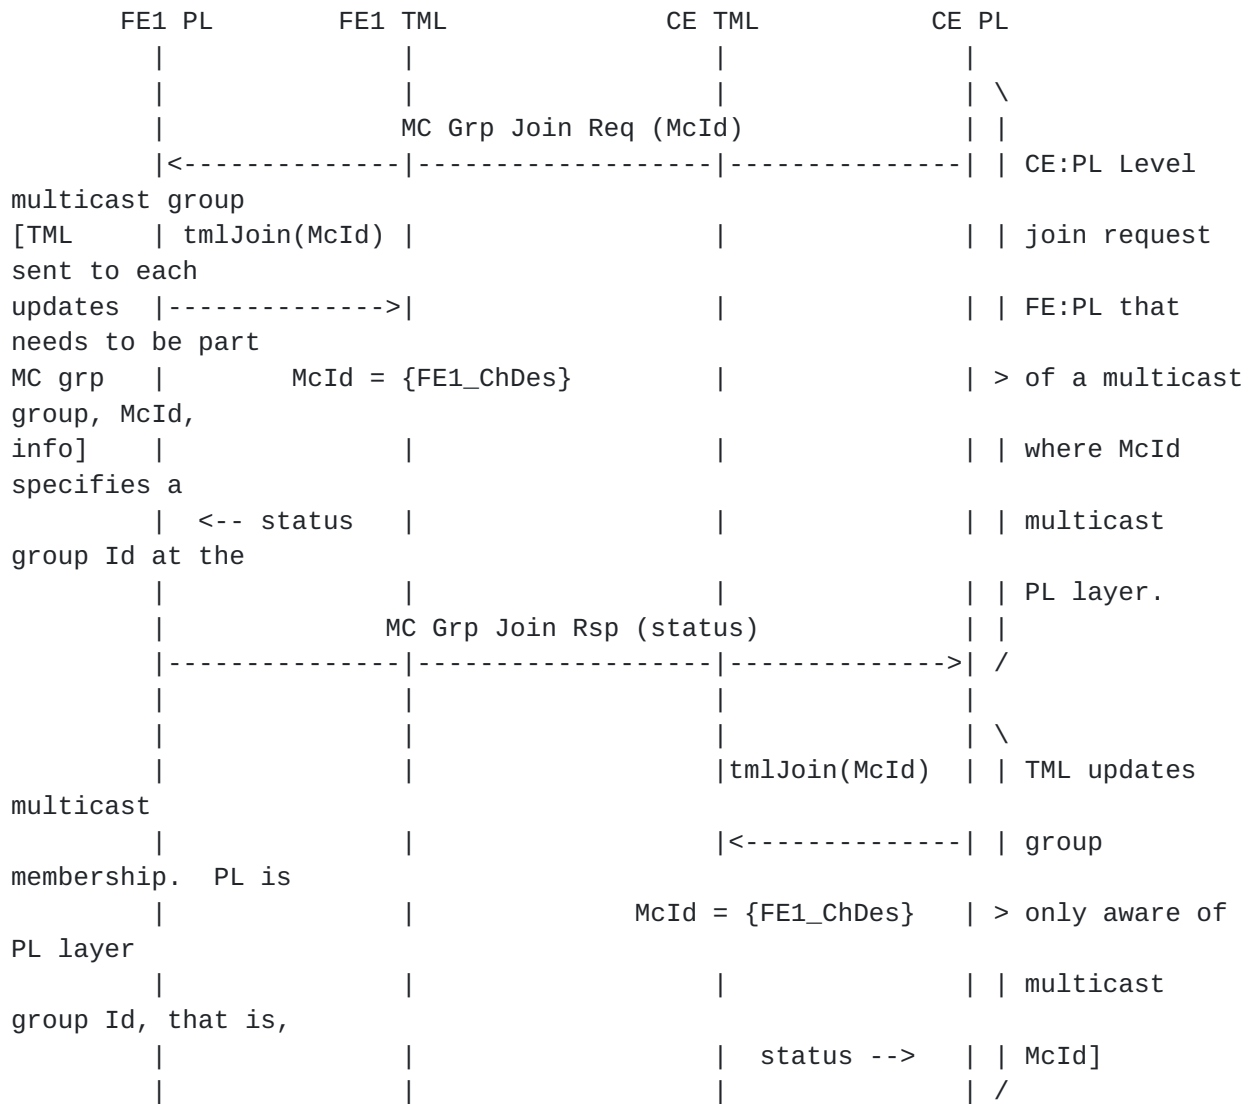 FE1 PL        FE1 TML              CE TML           CE PL
         |               |                   |               |
         |               |                   |               | \
         |               MC Grp Join Req (McId)              | |
         |<--------------|-------------------|---------------| | CE:PL Level
multicast group
[TML     | tmlJoin(McId) |                   |               | | join request
sent to each
updates  |-------------->|                   |               | | FE:PL that
needs to be part
MC grp   |        McId = {FE1_ChDes}         |               | > of a multicast
group, McId,
info]    |               |                   |               | | where McId
specifies a
         |  <-- status   |                   |               | | multicast
group Id at the
         |               |                   |               | | PL layer.
         |              MC Grp Join Rsp (status)             | |
         |---------------|-------------------|-------------->| /
         |               |                   |               |
         |               |                   |               | \
         |               |                   |tmlJoin(McId)  | | TML updates
multicast
         |               |                   |<--------------| | group
membership.  PL is
         |               |              McId = {FE1_ChDes}   | > only aware of
PL layer
         |               |                   |               | | multicast
group Id, that is,
         |               |                   |  status -->   | | McId]
         |               |                   |               | /